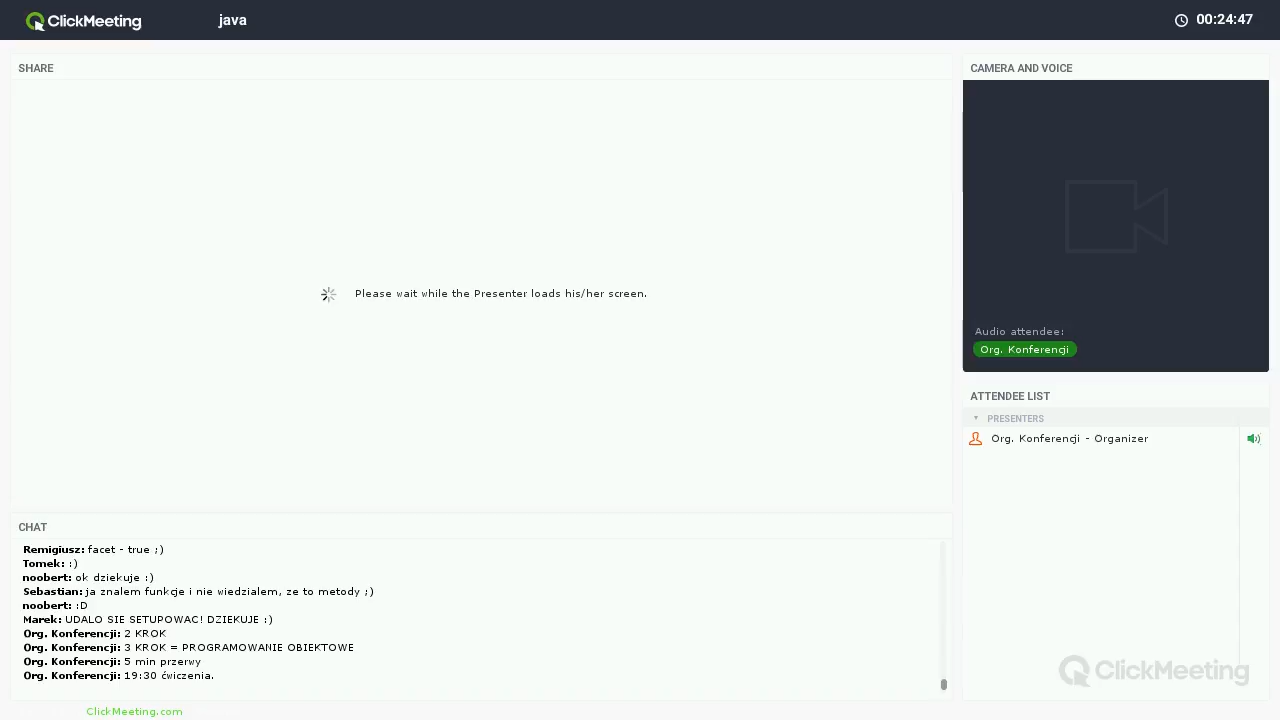 ClickMeeting
java
00:24:47
SHARE
Please wait while the Presenter loads his/her screen.
CAMERA AND VOICE
Audio attendee:
Org. Konferencji
ATTENDEE LIST
PRESENTERS
Org. Konferencji - Organizer
CHAT
Remigiusz: facet - true ;)
Tomek: :)
noobert: ok dziekuje :)
Sebastian: ja znalem funkcje i nie wiedzialem, ze to metody ;)
noobert: :D
Marek: UDALO SIE SETUPOWAC! DZIEKUJE :)
Org. Konferencji: 2 KROK
Org. Konferencji: 3 KROK = PROGRAMOWANIE OBIEKTOWE
Org. Konferencji: 5 min przerwy
Org. Konferencji: 19:30 ćwiczenia.
ClickMeeting
ClickMeeting.com